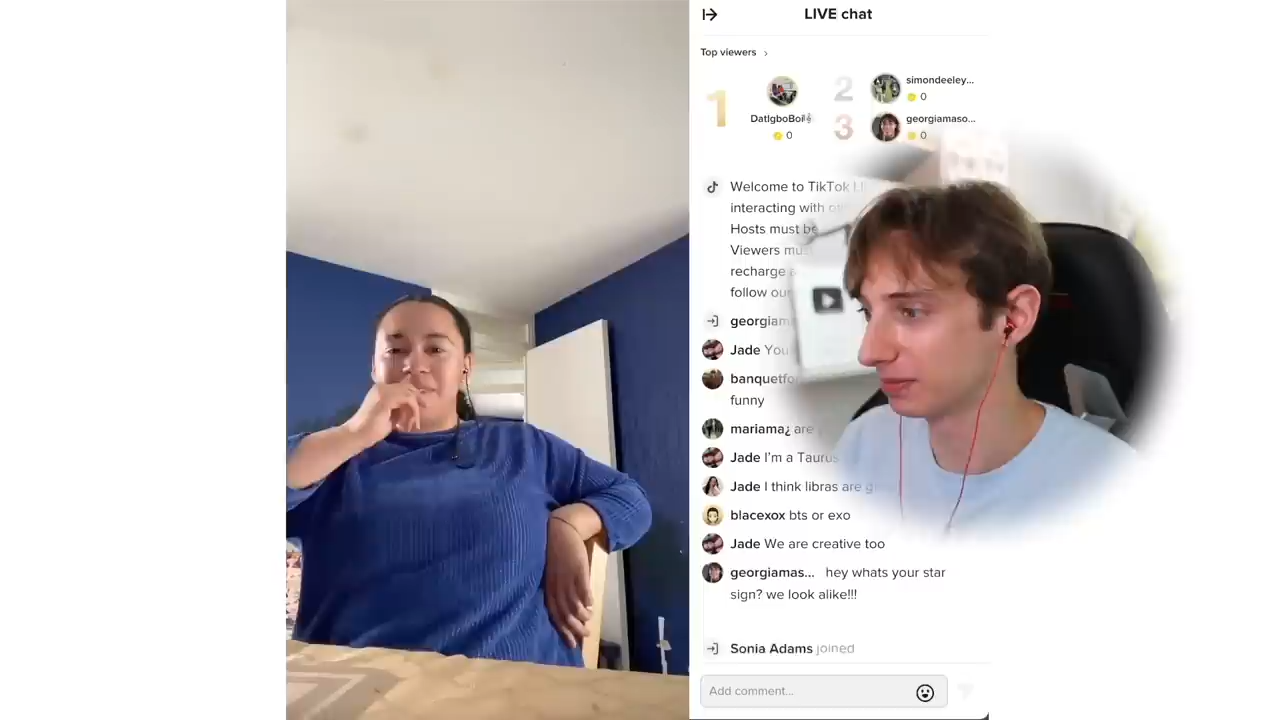 LIVE chat
Top viewers
1
DatIgboBoi
0
2
simondeeley...
0
3
georgiamaso...
0
Welcome to TikTok
interacting with
Hosts must be
Viewers
recharge
follow our
Jade You
funny
mariama¿ are
Jade I'm a Taurus
Jade I think libras are
blacexox bts or exo
Jade We are creative too
georgiamas... hey whats your star
sign? we look alike!!!
Sonia Adams joined
Add comment...